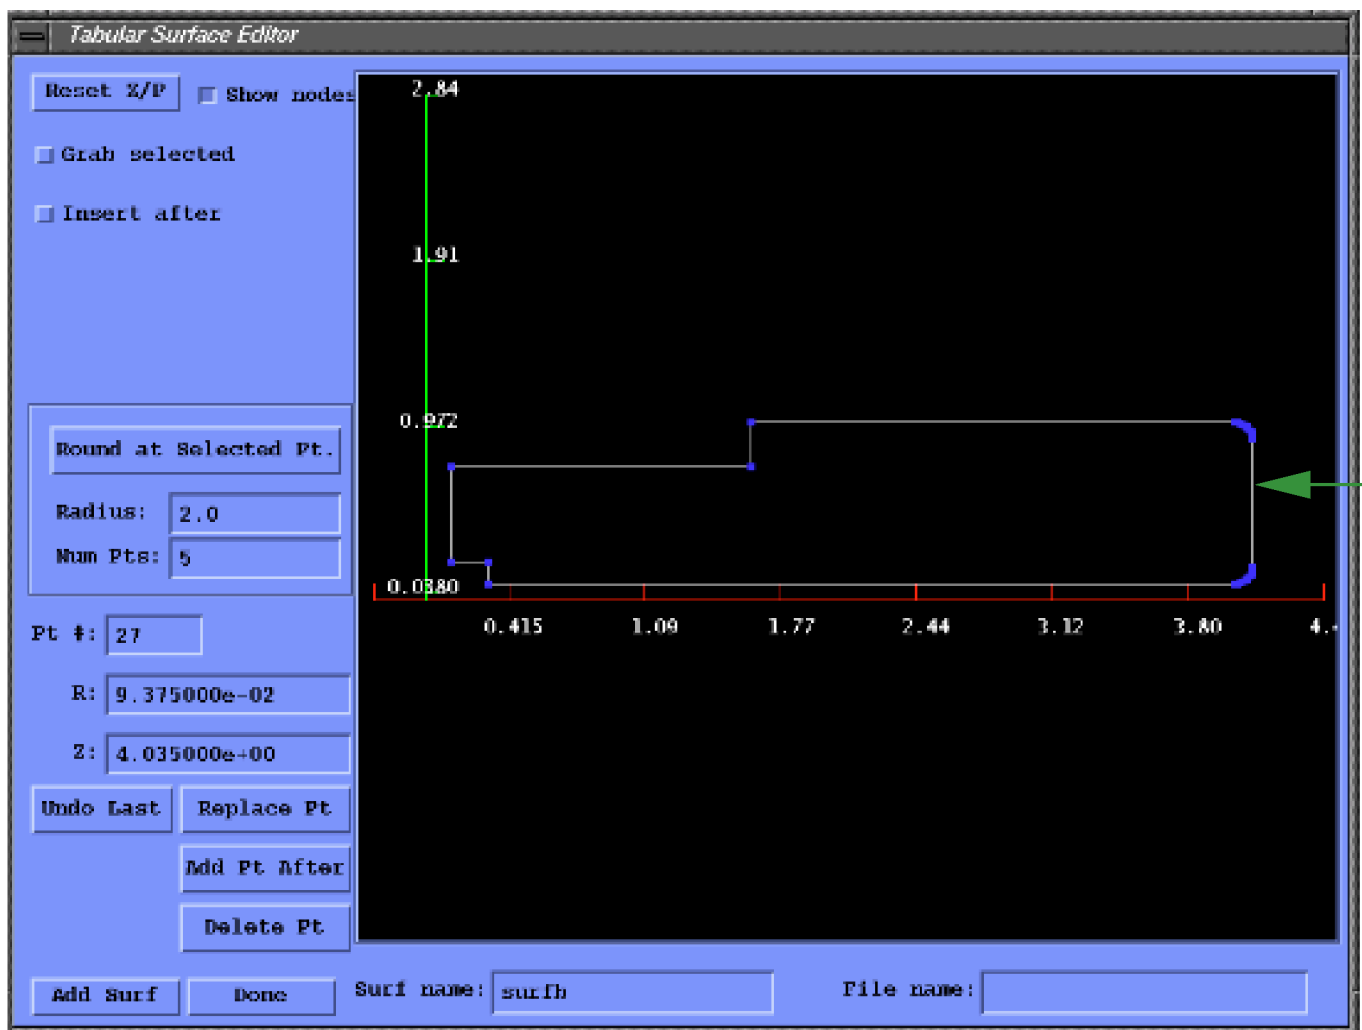 Tabular Surface Editor
Reset Z/P
Show nodes
2.84
Grab selected
Insert after
1.91
0.972
Round at Selected Pt.
Radius: 2.0
Num Pts: 5
0.0380
0.415 1.09 1.77 2.44 3.12 3.80 4.4
Pt #: 27
R: 9.375000e-02
Z: 4.035000e+00
Undo Last Replace Pt
Add Pt After
Delete Pt
Add Surf Done Surf name: surfb File name: